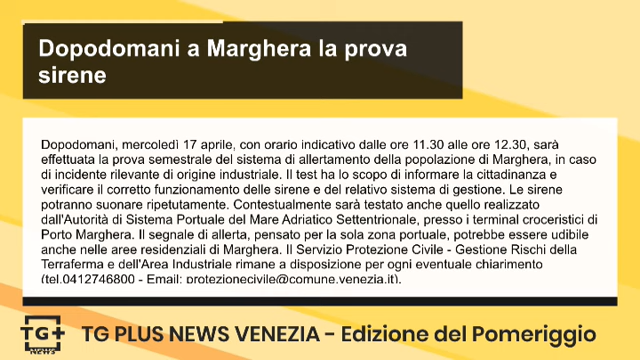 Dopodomani a Marghera la prova
sirene
Dopodomani, mercoledì 17 aprile, con orario indicativo dalle ore 11.30 alle ore 12.30, sarà
effettuata la prova semestrale del sistema di allertamento della popolazione di Marghera, in caso
di incidente rilevante di origine industriale. Il test ha lo scopo di informare la cittadinanza e
verificare il corretto funzionamento delle sirene e del relativo sistema di gestione. Le sirene
potranno suonare ripetutamente. Contestualmente sarà testato anche quello realizzato
dall'Autorità di Sistema Portuale del Mare Adriatico Settentrionale, presso i terminal croceristici di
Porto Marghera. Il segnale di allerta, pensato per la sola zona portuale, potrebbe essere udibile
anche nelle aree residenziali di Marghera. Il Servizio Protezione Civile - Gestione Rischi della
Terraferma e dell'Area Industriale rimane a disposizione per ogni eventuale chiarimento
(tel.0412746800 - Email: protezionecivile@comune.venezia.it).
TG+
NEWS
TG PLUS NEWS VENEZIA - Edizione del Pomeriggio